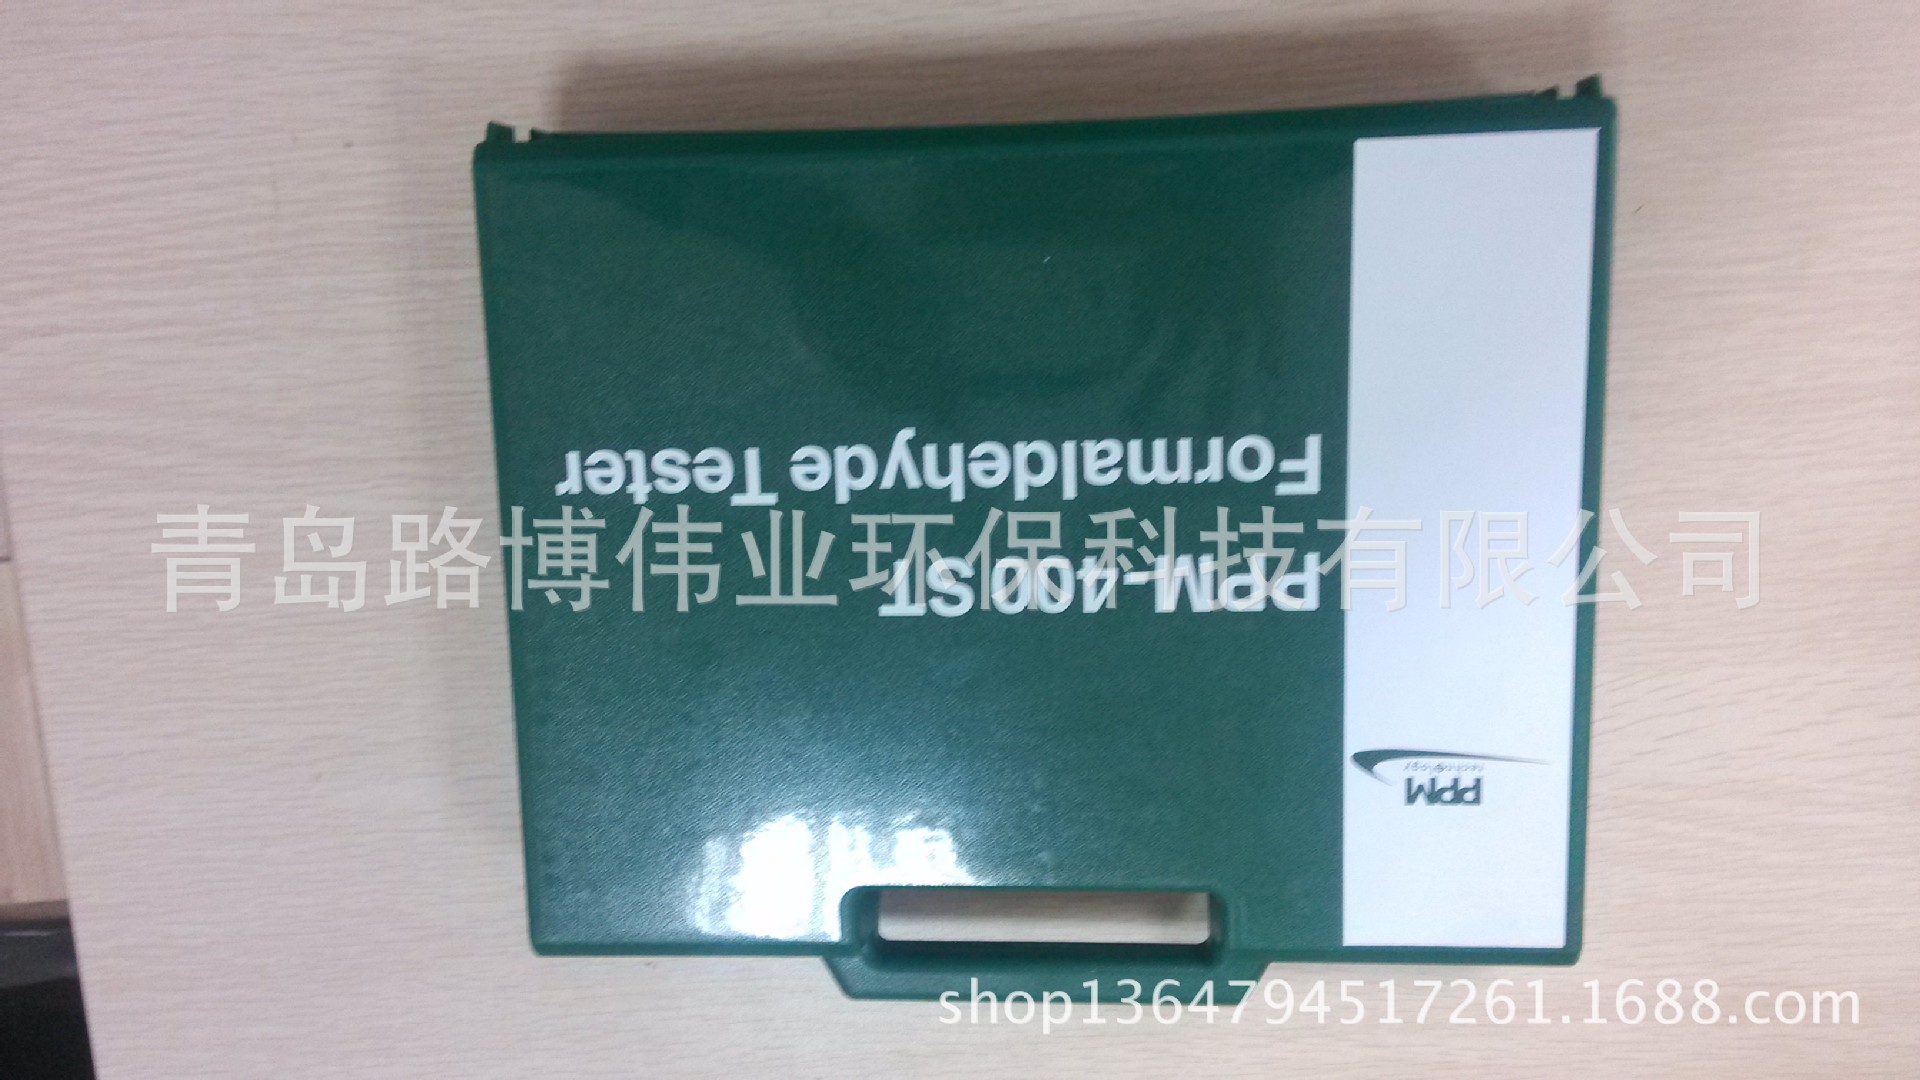 PPM
technology
PPM-400ST
Formaldehyde Tester
青岛路博伟业环保科技有限公司
shop1364794517261.1688.com